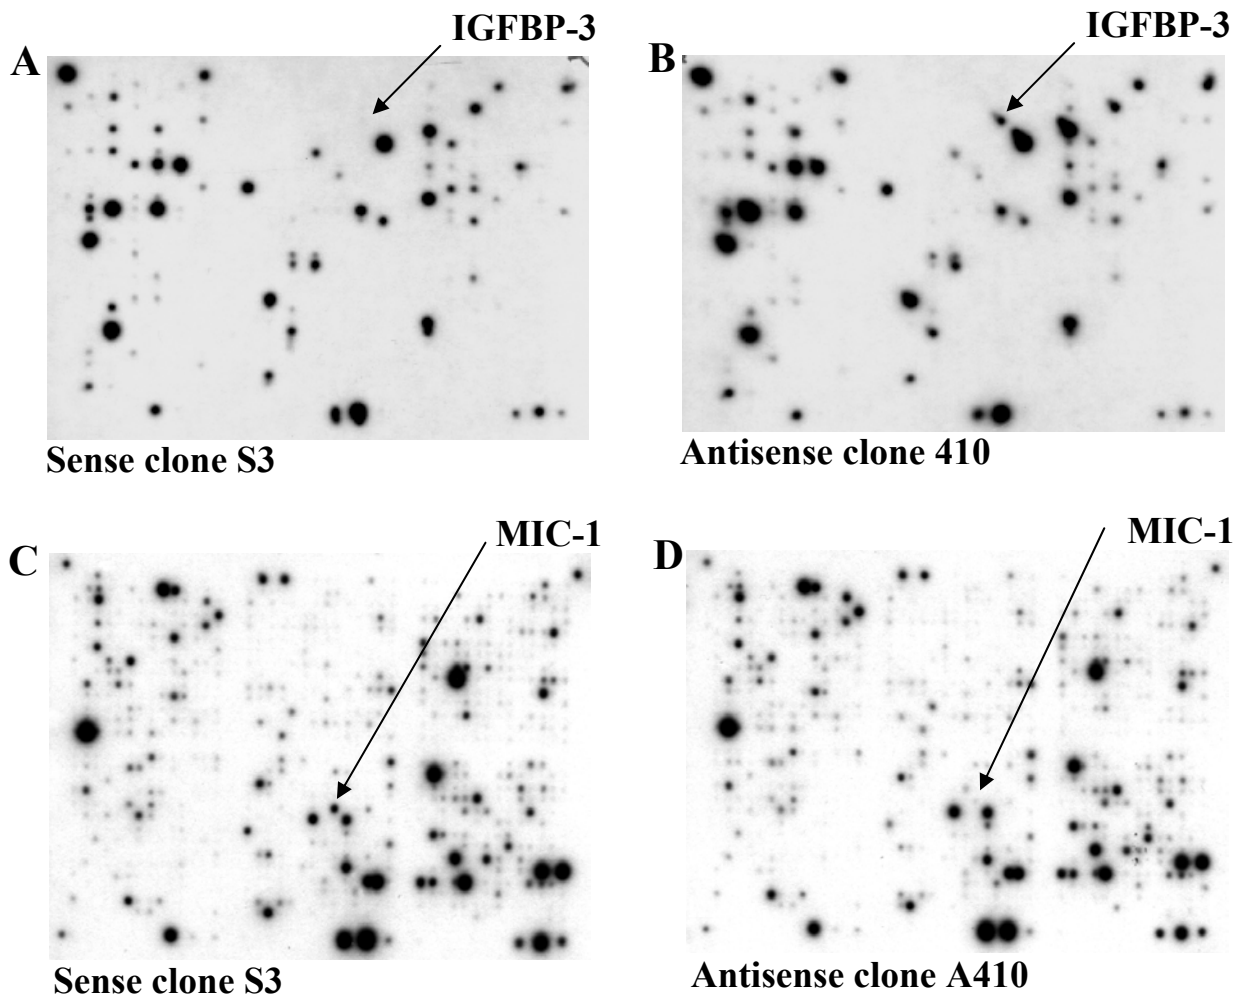 IGFBP-3
IGFBP-3
A
B
Sense clone S3
Antisense clone 410
MIC-1
MIC-1
C
D
Sense clone S3
Antisense clone A410